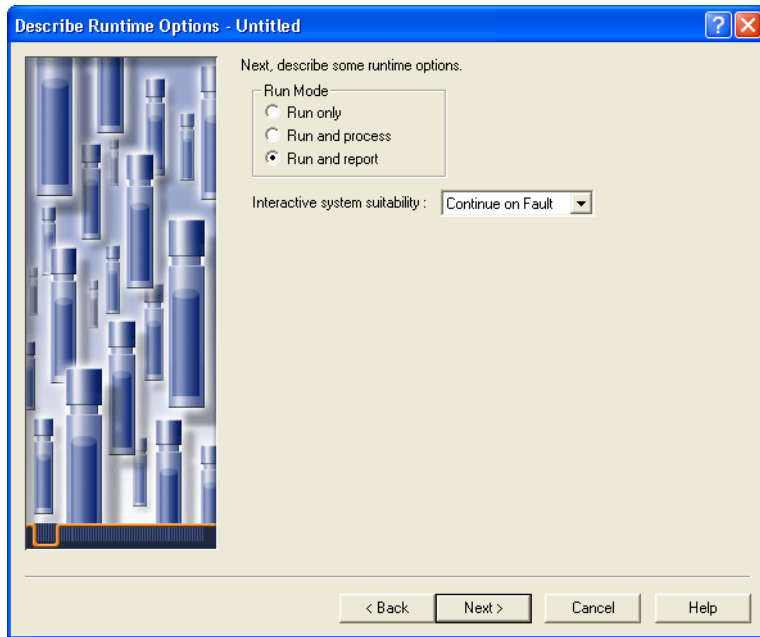 Describe Runtime Options - Untitled
Next, describe some runtime options.
Run Mode
Run only
Run and process
Run and report
Interactive system suitability : Continue on Fault
< Back Next > Cancel Help